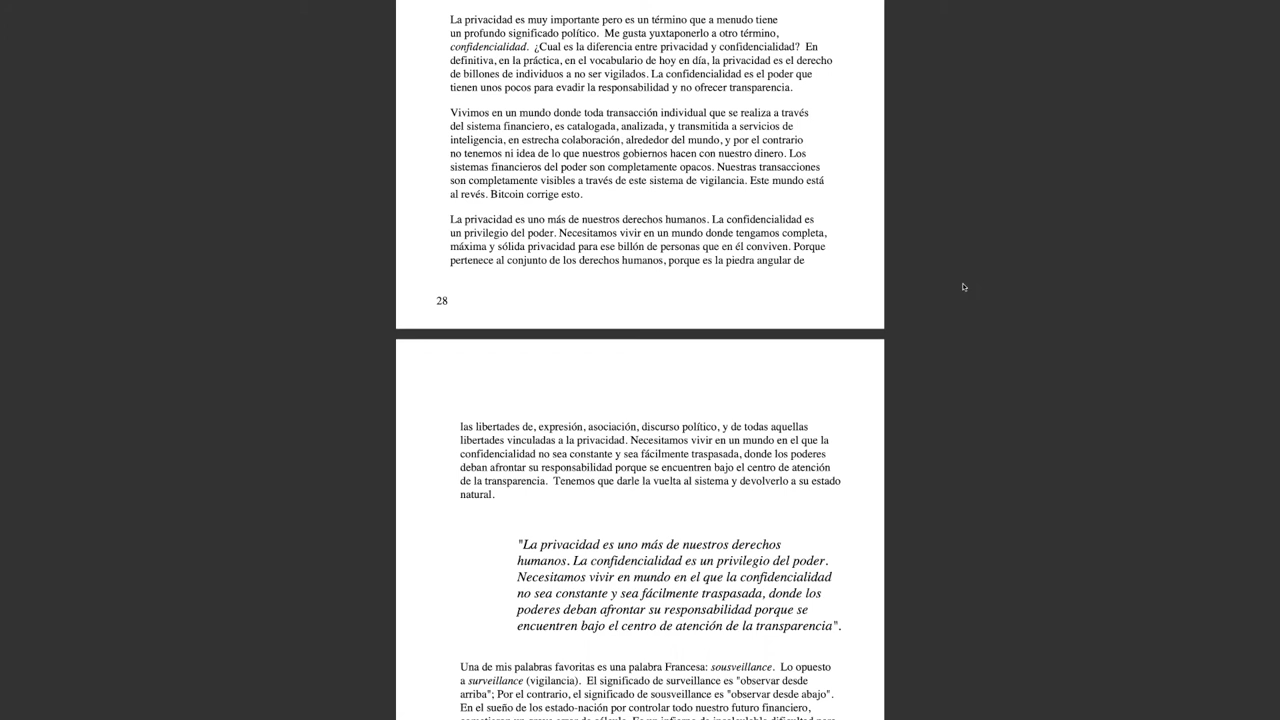 La privacidad es muy importante pero es un término que a menudo tiene
un profundo significado político.  Me gusta yuxtaponerlo a otro término,
confidencialidad.  ¿Cual es la diferencia entre privacidad y confidencialidad?  En
definitiva, en la práctica, en el vocabulario de hoy en día, la privacidad es el derecho
de billones de individuos a no ser vigilados. La confidencialidad es el poder que
tienen unos pocos para evadir la responsabilidad y no ofrecer transparencia.
Vivimos en un mundo donde toda transacción individual que se realiza a través
del sistema financiero, es catalogada, analizada, y transmitida a servicios de
inteligencia, en estrecha colaboración, alrededor del mundo, y por el contrario
no tenemos ni idea de lo que nuestros gobiernos hacen con nuestro dinero. Los
sistemas financieros del poder son completamente opacos. Nuestras transacciones
son completamente visibles a través de este sistema de vigilancia. Este mundo está
al revés. Bitcoin corrige esto.
La privacidad es uno más de nuestros derechos humanos. La confidencialidad es
un privilegio del poder. Necesitamos vivir en un mundo donde tengamos completa,
máxima y sólida privacidad para ese billón de personas que en él conviven. Porque
pertenece al conjunto de los derechos humanos, porque es la piedra angular de
28
las libertades de, expresión, asociación, discurso político, y de todas aquellas
libertades vinculadas a la privacidad. Necesitamos vivir en un mundo en el que la
confidencialidad no sea constante y sea fácilmente traspasada, donde los poderes
deban afrontar su responsabilidad porque se encuentren bajo el centro de atención
de la transparencia.  Tenemos que darle la vuelta al sistema y devolverlo a su estado
natural.
"La privacidad es uno más de nuestros derechos
humanos. La confidencialidad es un privilegio del poder.
Necesitamos vivir en mundo en el que la confidencialidad
no sea constante y sea fácilmente traspasada, donde los
poderes deban afrontar su responsabilidad porque se
encuentren bajo el centro de atención de la transparencia".
Una de mis palabras favoritas es una palabra Francesa: sousveillance.  Lo opuesto
a surveillance (vigilancia).  El significado de surveillance es "observar desde
arriba"; Por el contrario, el significado de sousveillance es "observar desde abajo".
En el sueño de los estado-nación por controlar todo nuestro futuro financiero,